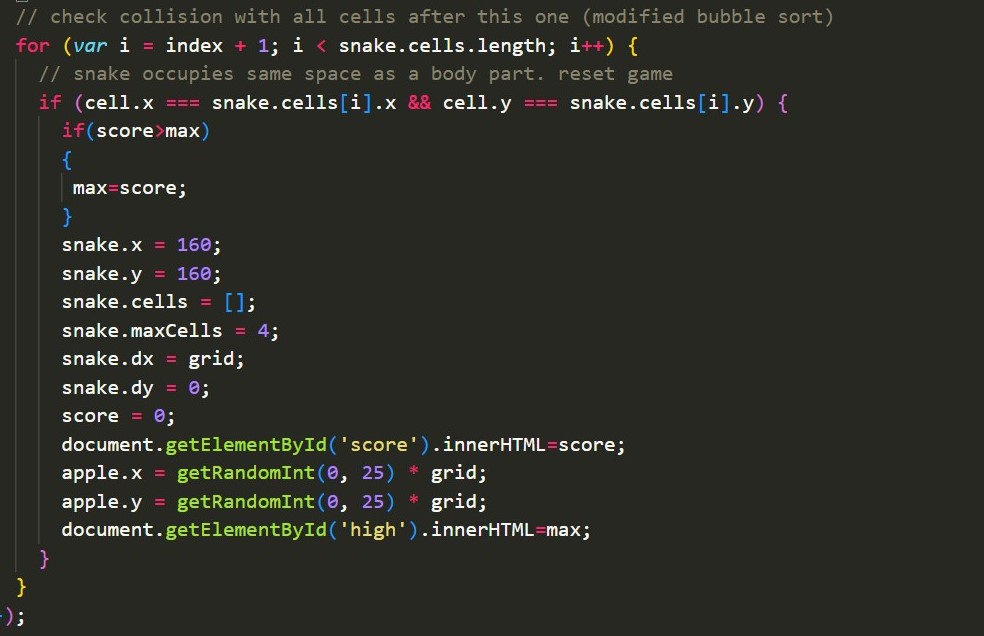 // check collision with all cells after this one (modified bubble sort)
for (var i = index + 1; i < snake.cells.length; i++) {
  // snake occupies same space as a body part. reset game
  if (cell.x === snake.cells[i].x && cell.y === snake.cells[i].y) {
    if(score>max)
    {
     max=score;
    }
    snake.x = 160;
    snake.y = 160;
    snake.cells = [];
    snake.maxCells = 4;
    snake.dx = grid;
    snake.dy = 0;
    score = 0;
    document.getElementById('score').innerHTML=score;
    apple.x = getRandomInt(0, 25) * grid;
    apple.y = getRandomInt(0, 25) * grid;
    document.getElementById('high').innerHTML=max;
  }
}
});